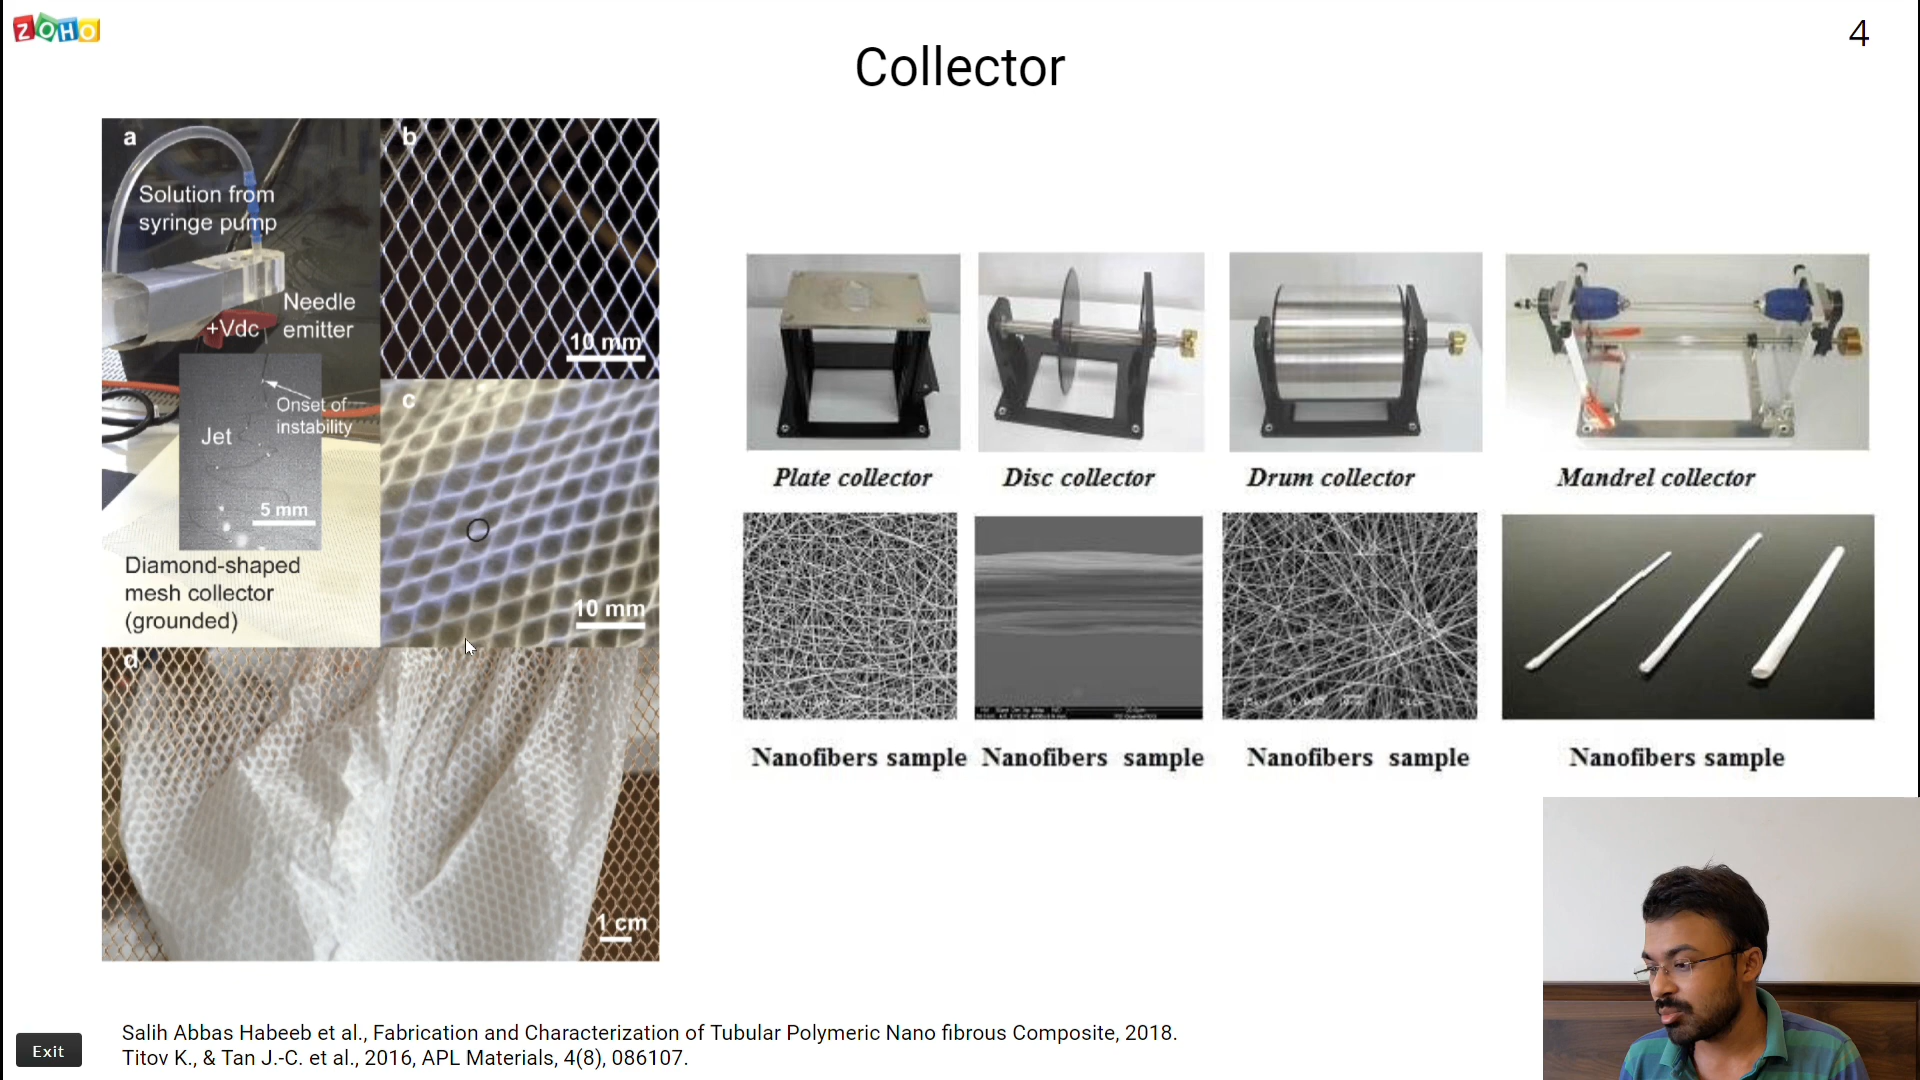 ZOHO
4
Collector
a
Solution from
syringe pump
Needle
emitter
+Vdc
Onset of
instability
Jet
5 mm
Diamond-shaped
mesh collector
(grounded)
b
10 mm
c
10 mm
d
1 cm
Plate collector
Disc collector
Drum collector
Mandrel collector
Nanofibers sample
Nanofibers sample
Nanofibers sample
Nanofibers sample
Salih Abbas Habeeb et al., Fabrication and Characterization of Tubular Polymeric Nano fibrous Composite, 2018.
Titov K., & Tan J.-C. et al., 2016, APL Materials, 4(8), 086107.
Exit